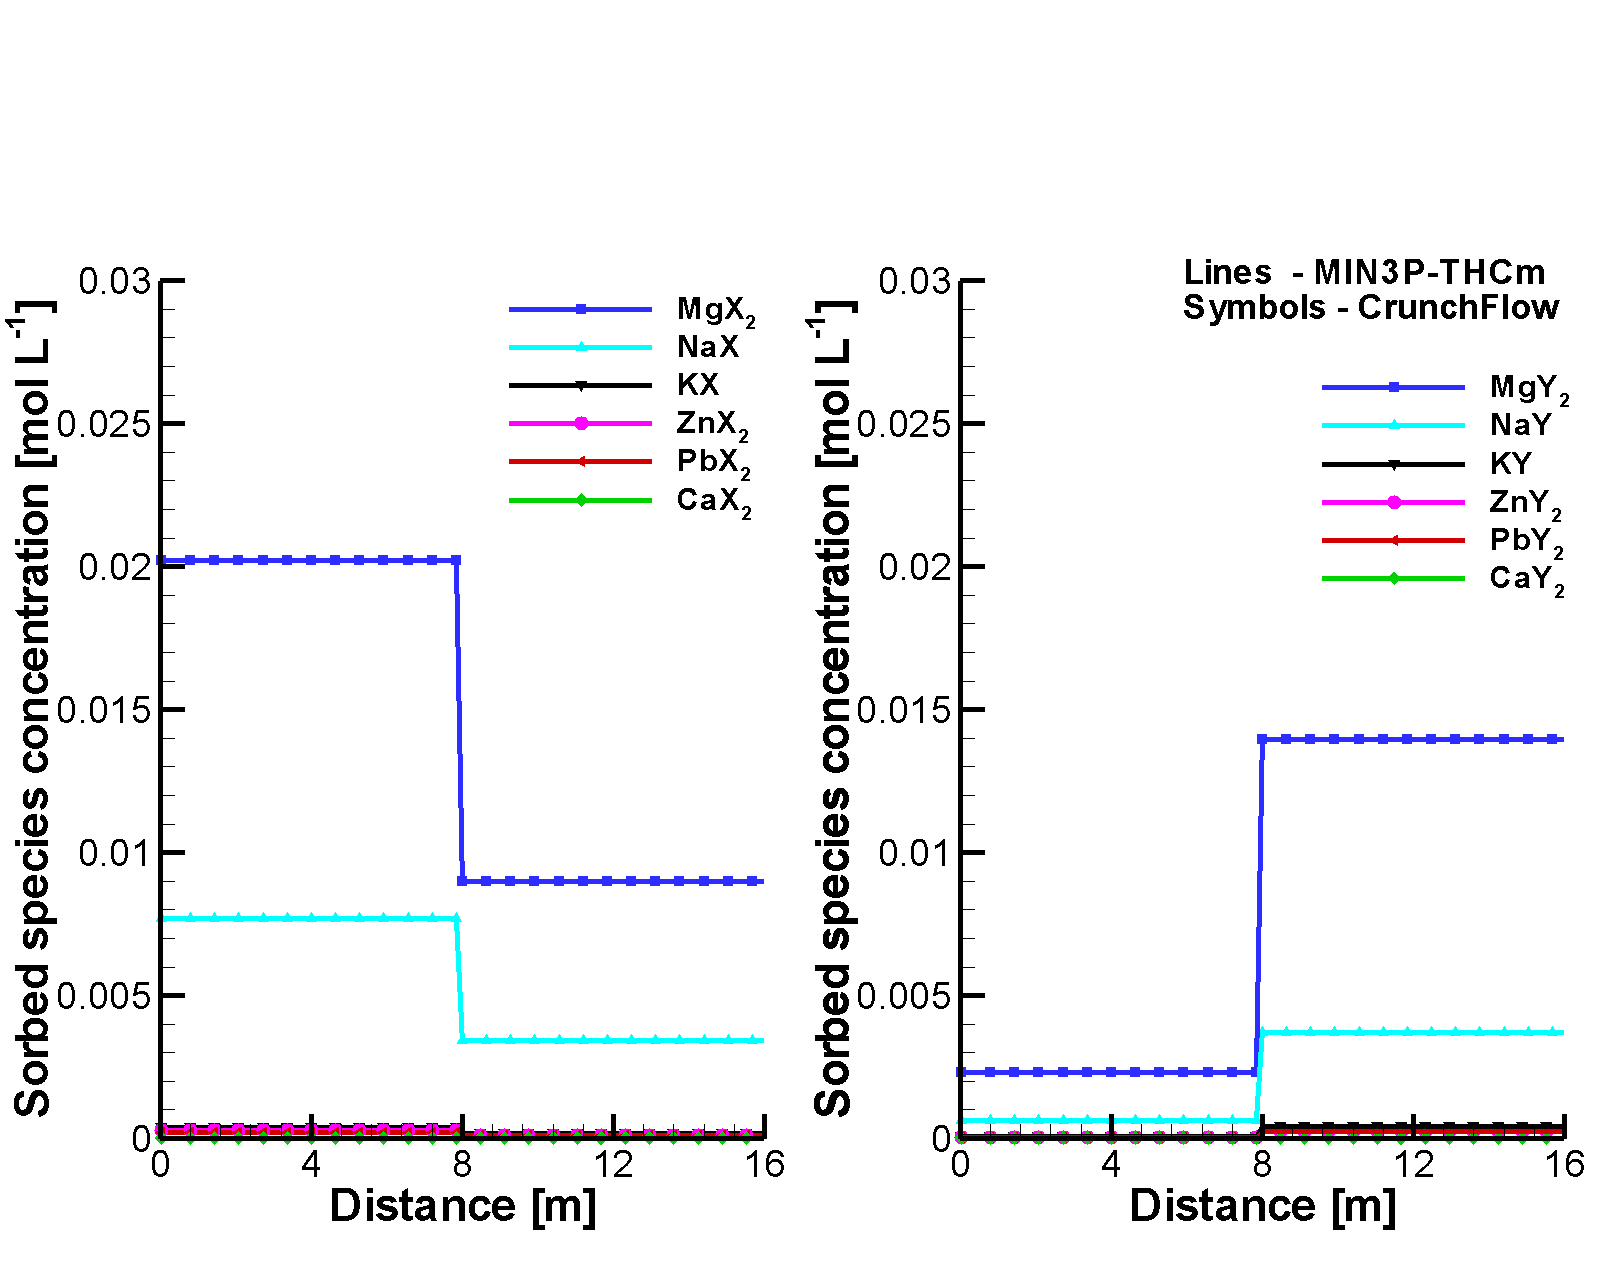 Sorbed species concentration [mol L⁻¹]
0.03
0.025
0.02
0.015
0.01
0.005
0
0 4 8 12 16
Distance [m]
MgX₂
NaX
KX
ZnX₂
PbX₂
CaX₂
Sorbed species concentration [mol L⁻¹]
0.03
0.025
0.02
0.015
0.01
0.005
0
0 4 8 12 16
Distance [m]
Lines - MIN3P-THCm
Symbols - CrunchFlow
MgY₂
NaY
KY
ZnY₂
PbY₂
CaY₂